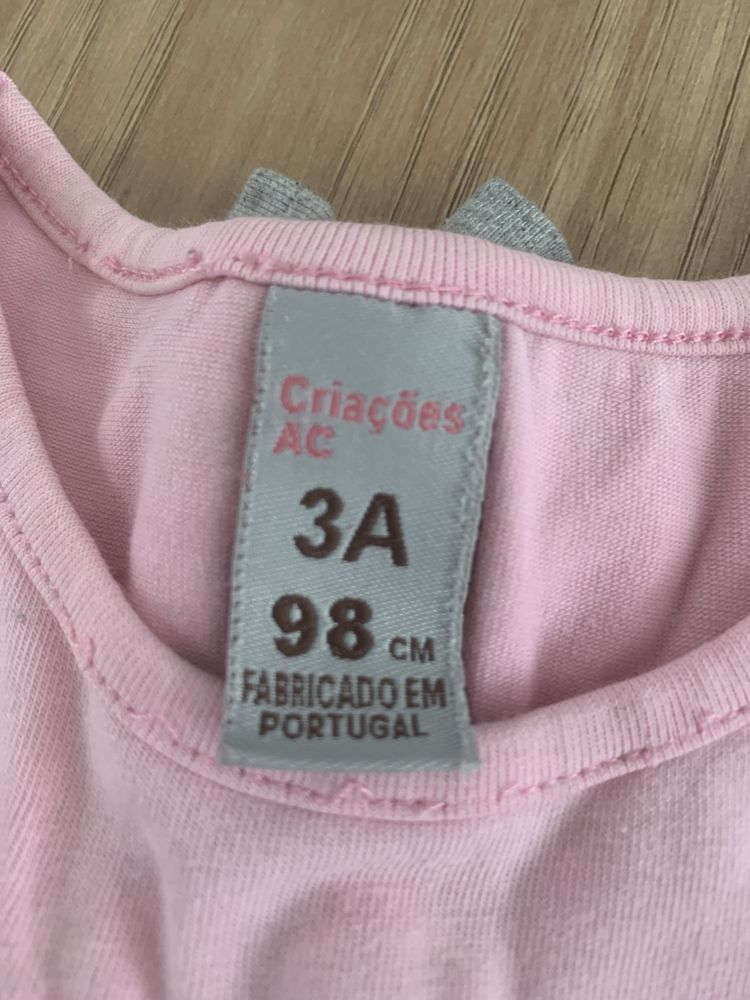 Criações
AC
3A
98 CM
FABRICADO EM
PORTUGAL